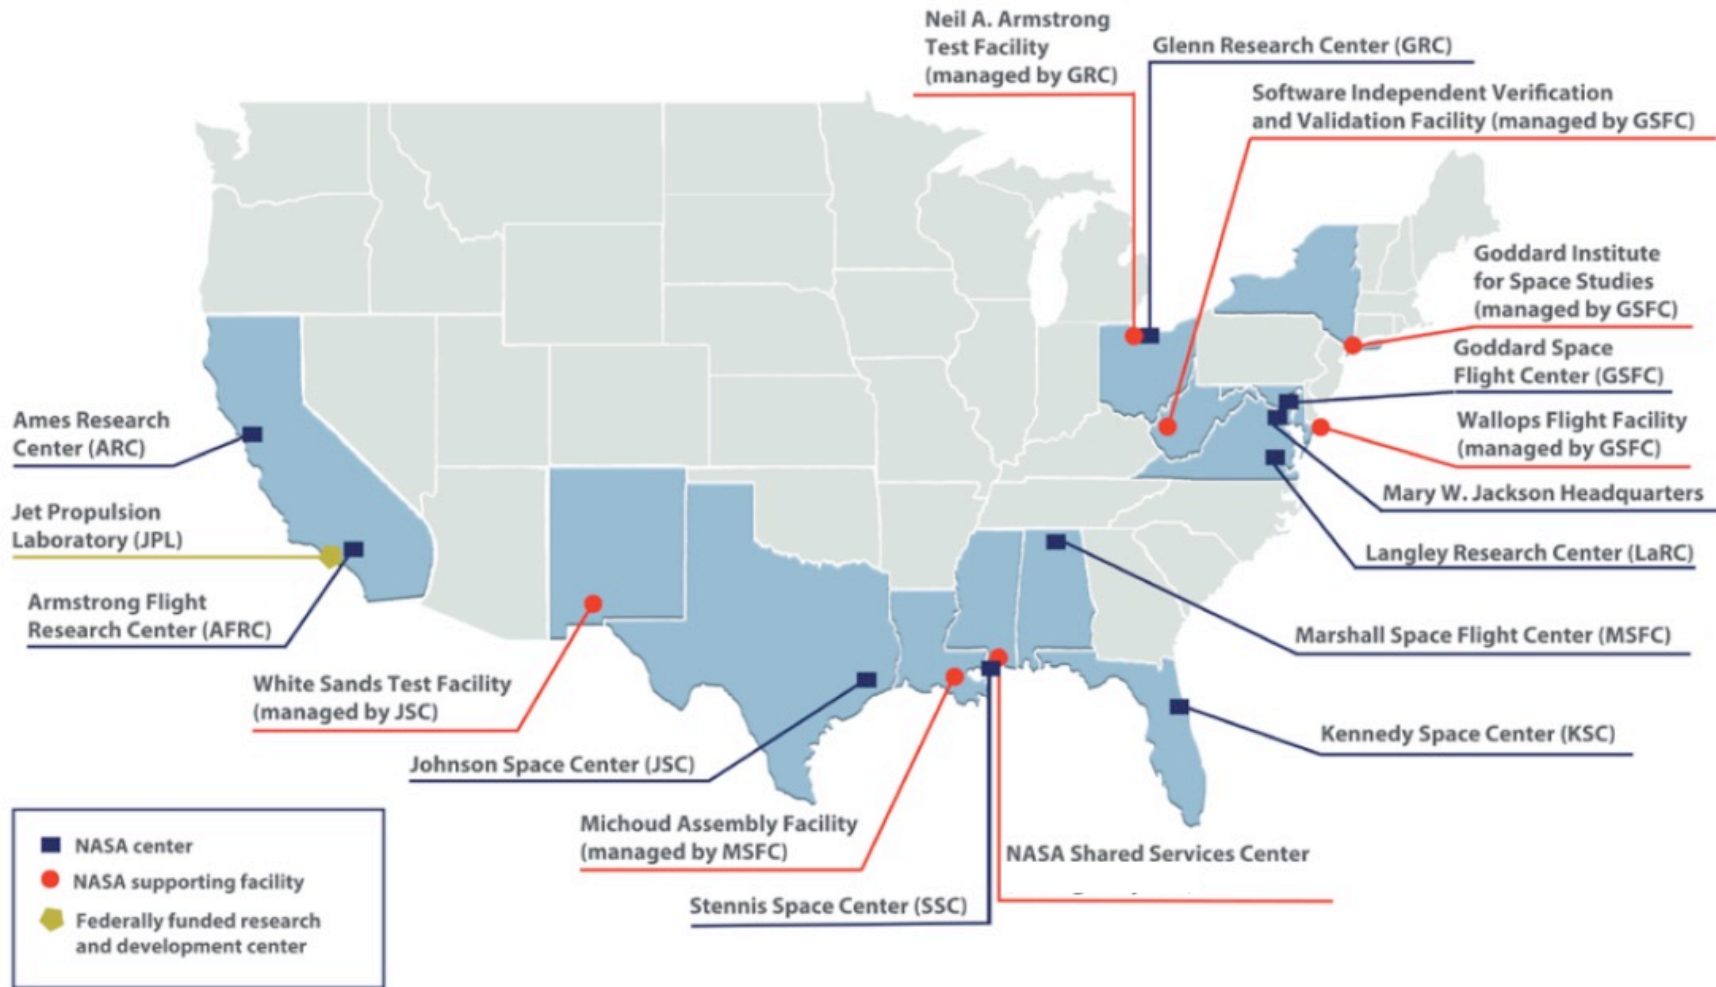 Neil A. Armstrong
Test Facility
(managed by GRC)
Glenn Research Center (GRC)
Software Independent Verification
and Validation Facility (managed by GSFC)
Goddard Institute
for Space Studies
(managed by GSFC)
Goddard Space
Flight Center (GSFC)
Wallops Flight Facility
(managed by GSFC)
Mary W. Jackson Headquarters
Langley Research Center (LaRC)
Marshall Space Flight Center (MSFC)
Kennedy Space Center (KSC)
Ames Research
Center (ARC)
Jet Propulsion
Laboratory (JPL)
Armstrong Flight
Research Center (AFRC)
White Sands Test Facility
(managed by JSC)
Johnson Space Center (JSC)
Michoud Assembly Facility
(managed by MSFC)
Stennis Space Center (SSC)
NASA Shared Services Center
NASA center
NASA supporting facility
Federally funded research
and development center